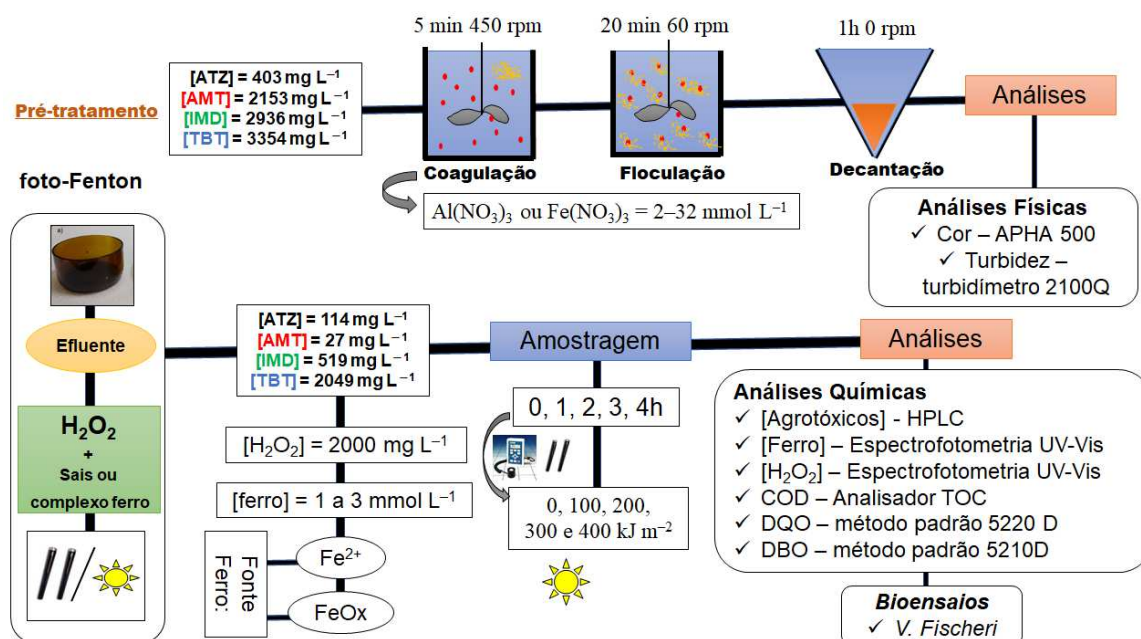 5 min 450 rpm
20 min 60 rpm
1h 0 rpm
Pré-tratamento
[ATZ] = 403 mg L⁻¹
[AMT] = 2153 mg L⁻¹
[IMD] = 2936 mg L⁻¹
[TBT] = 3354 mg L⁻¹
Coagulação
Floculação
Decantação
Análises
Al(NO₃)₃ ou Fe(NO₃)₃ = 2–32 mmol L⁻¹
Análises Físicas
✓ Cor – APHA 500
✓ Turbidez –
turbidímetro 2100Q
foto-Fenton
a)
Efluente
H₂O₂
+
Sais ou
complexo ferro
[ATZ] = 114 mg L⁻¹
[AMT] = 27 mg L⁻¹
[IMD] = 519 mg L⁻¹
[TBT] = 2049 mg L⁻¹
[H₂O₂] = 2000 mg L⁻¹
[ferro] = 1 a 3 mmol L⁻¹
Fonte
Ferro:
Fe²⁺
FeOx
Amostragem
0, 1, 2, 3, 4h
0, 100, 200,
300 e 400 kJ m⁻²
Análises
Análises Químicas
✓ [Agrotóxicos] - HPLC
✓ [Ferro] – Espectrofotometria UV-Vis
✓ [H₂O₂] – Espectrofotometria UV-Vis
✓ COD – Analisador TOC
✓ DQO – método padrão 5220 D
✓ DBO – método padrão 5210D
Bioensaios
✓ V. Fischeri